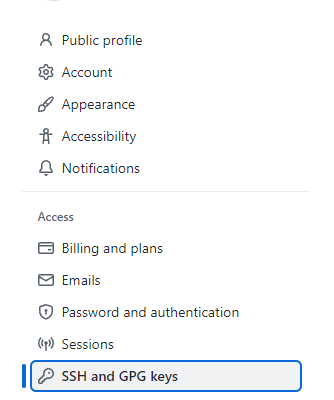 Public profile
Account
Appearance
Accessibility
Notifications
Access
Billing and plans
Emails
Password and authentication
Sessions
SSH and GPG keys